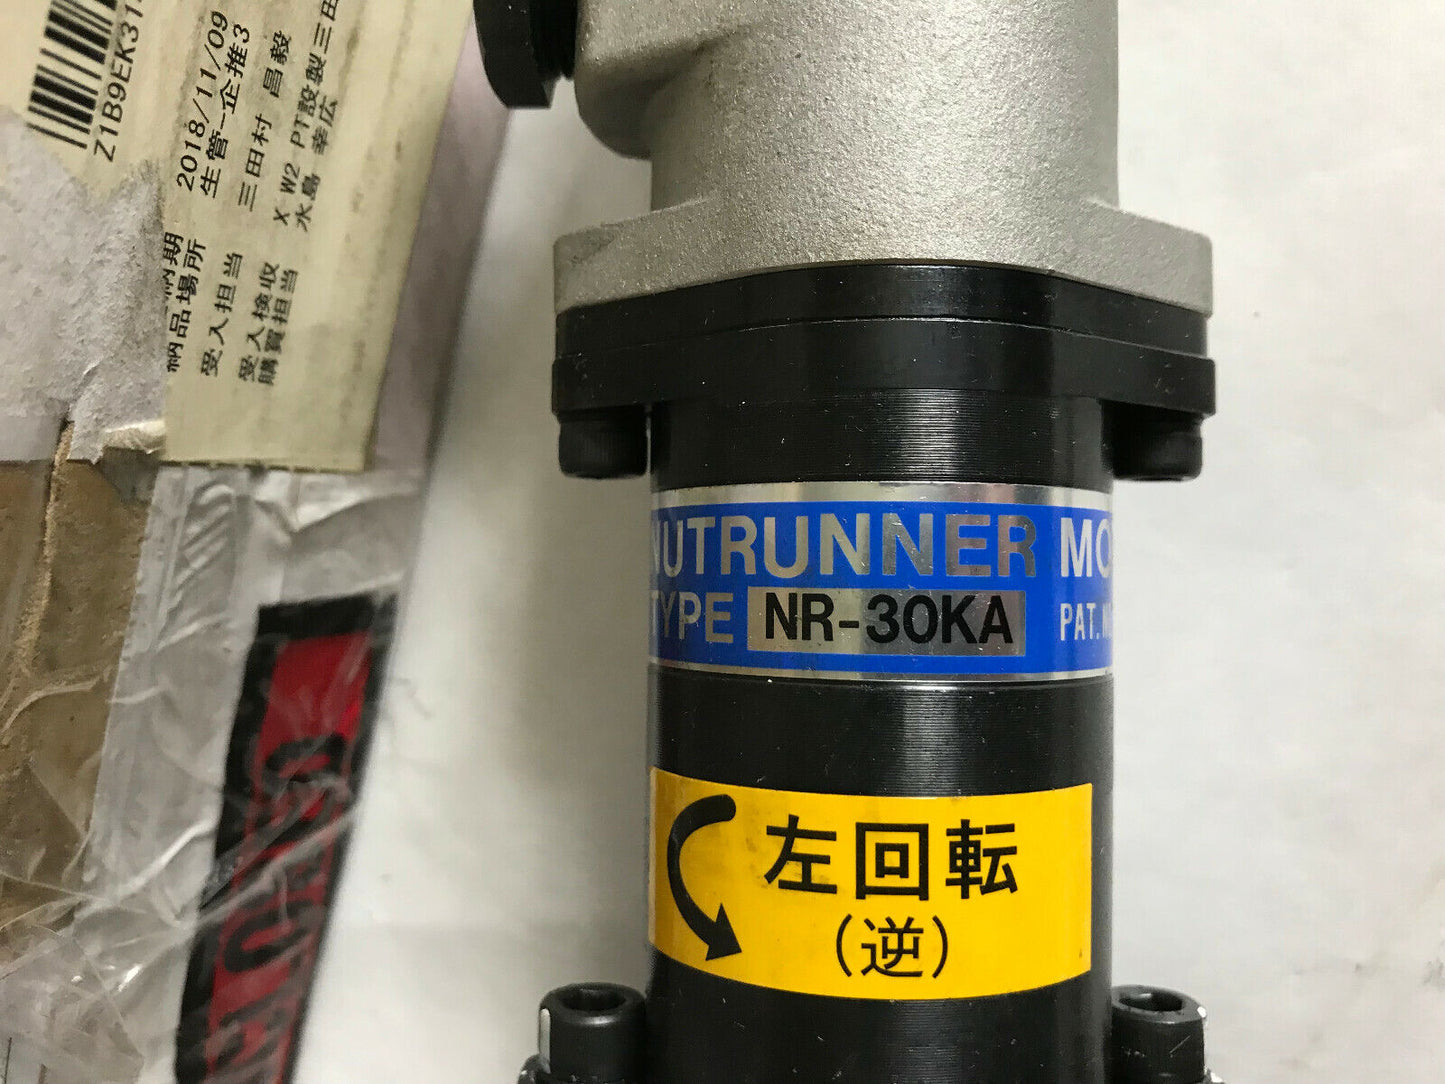 Z1B9EK31
2018/11/09
生管-企推3
納期
納品場所
受入担当 三田村 昌毅
受入検収 X W2 PT設製三田
購買担当 水島 幸広
NUTRUNNER
TYPE NR-30KA PAT.
左回転
(逆)